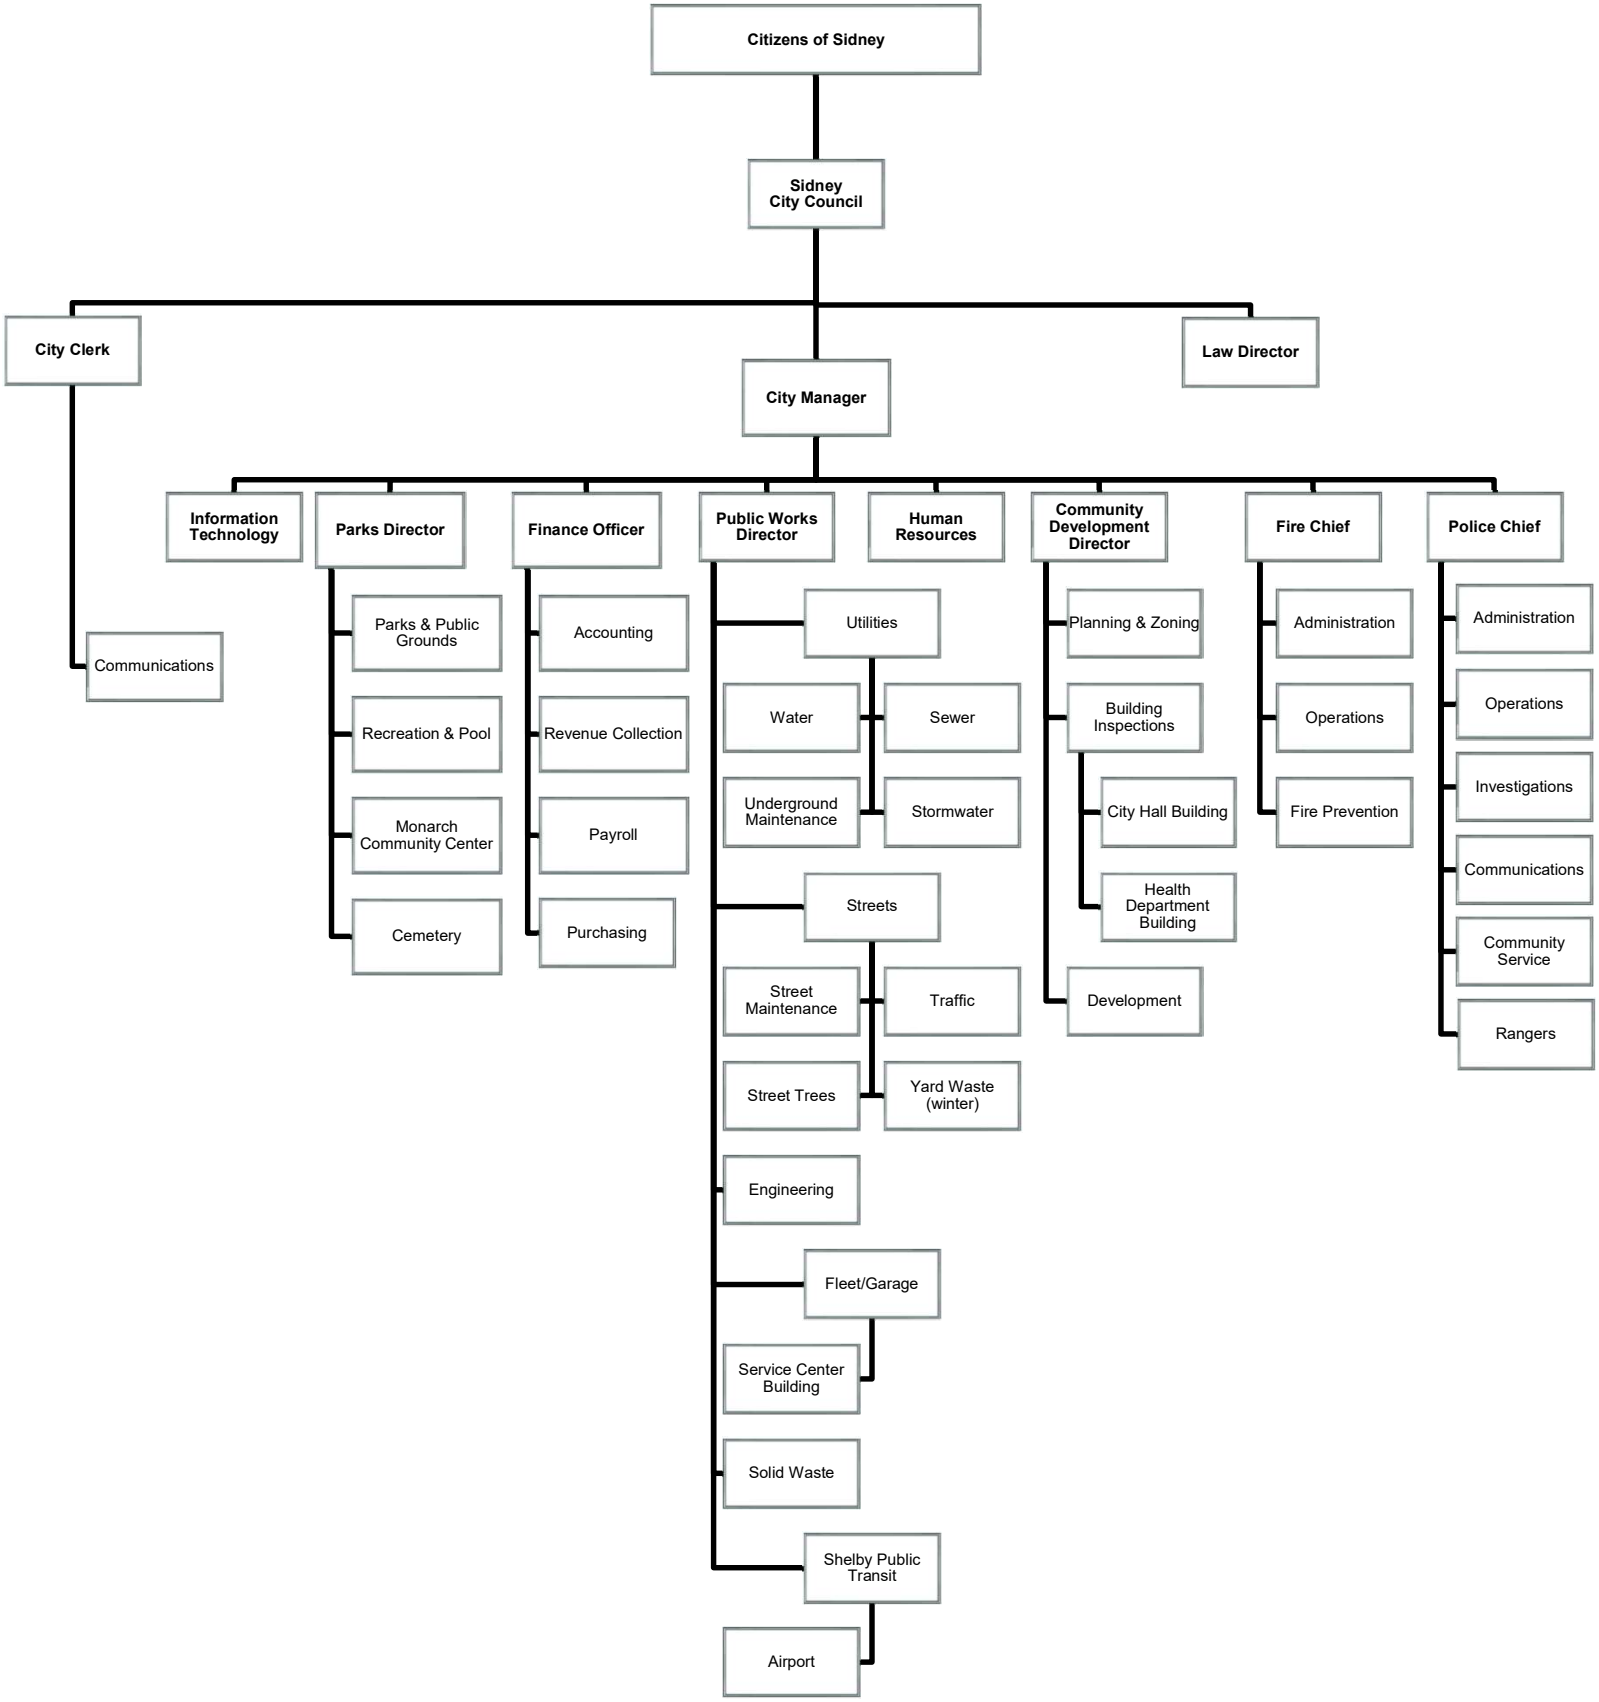 Citizens of Sidney
Sidney
City Council
City Clerk
Law Director
City Manager
Information
Technology
Parks Director
Finance Officer
Public Works
Director
Human
Resources
Community
Development
Director
Fire Chief
Police Chief
Communications
Parks & Public
Grounds
Recreation & Pool
Monarch
Community Center
Cemetery
Accounting
Revenue Collection
Payroll
Purchasing
Utilities
Water
Sewer
Underground
Maintenance
Stormwater
Streets
Street
Maintenance
Traffic
Street Trees
Yard Waste
(winter)
Engineering
Fleet/Garage
Service Center
Building
Solid Waste
Shelby Public
Transit
Airport
Planning & Zoning
Building
Inspections
City Hall Building
Health
Department
Building
Development
Administration
Operations
Fire Prevention
Administration
Operations
Investigations
Communications
Community
Service
Rangers